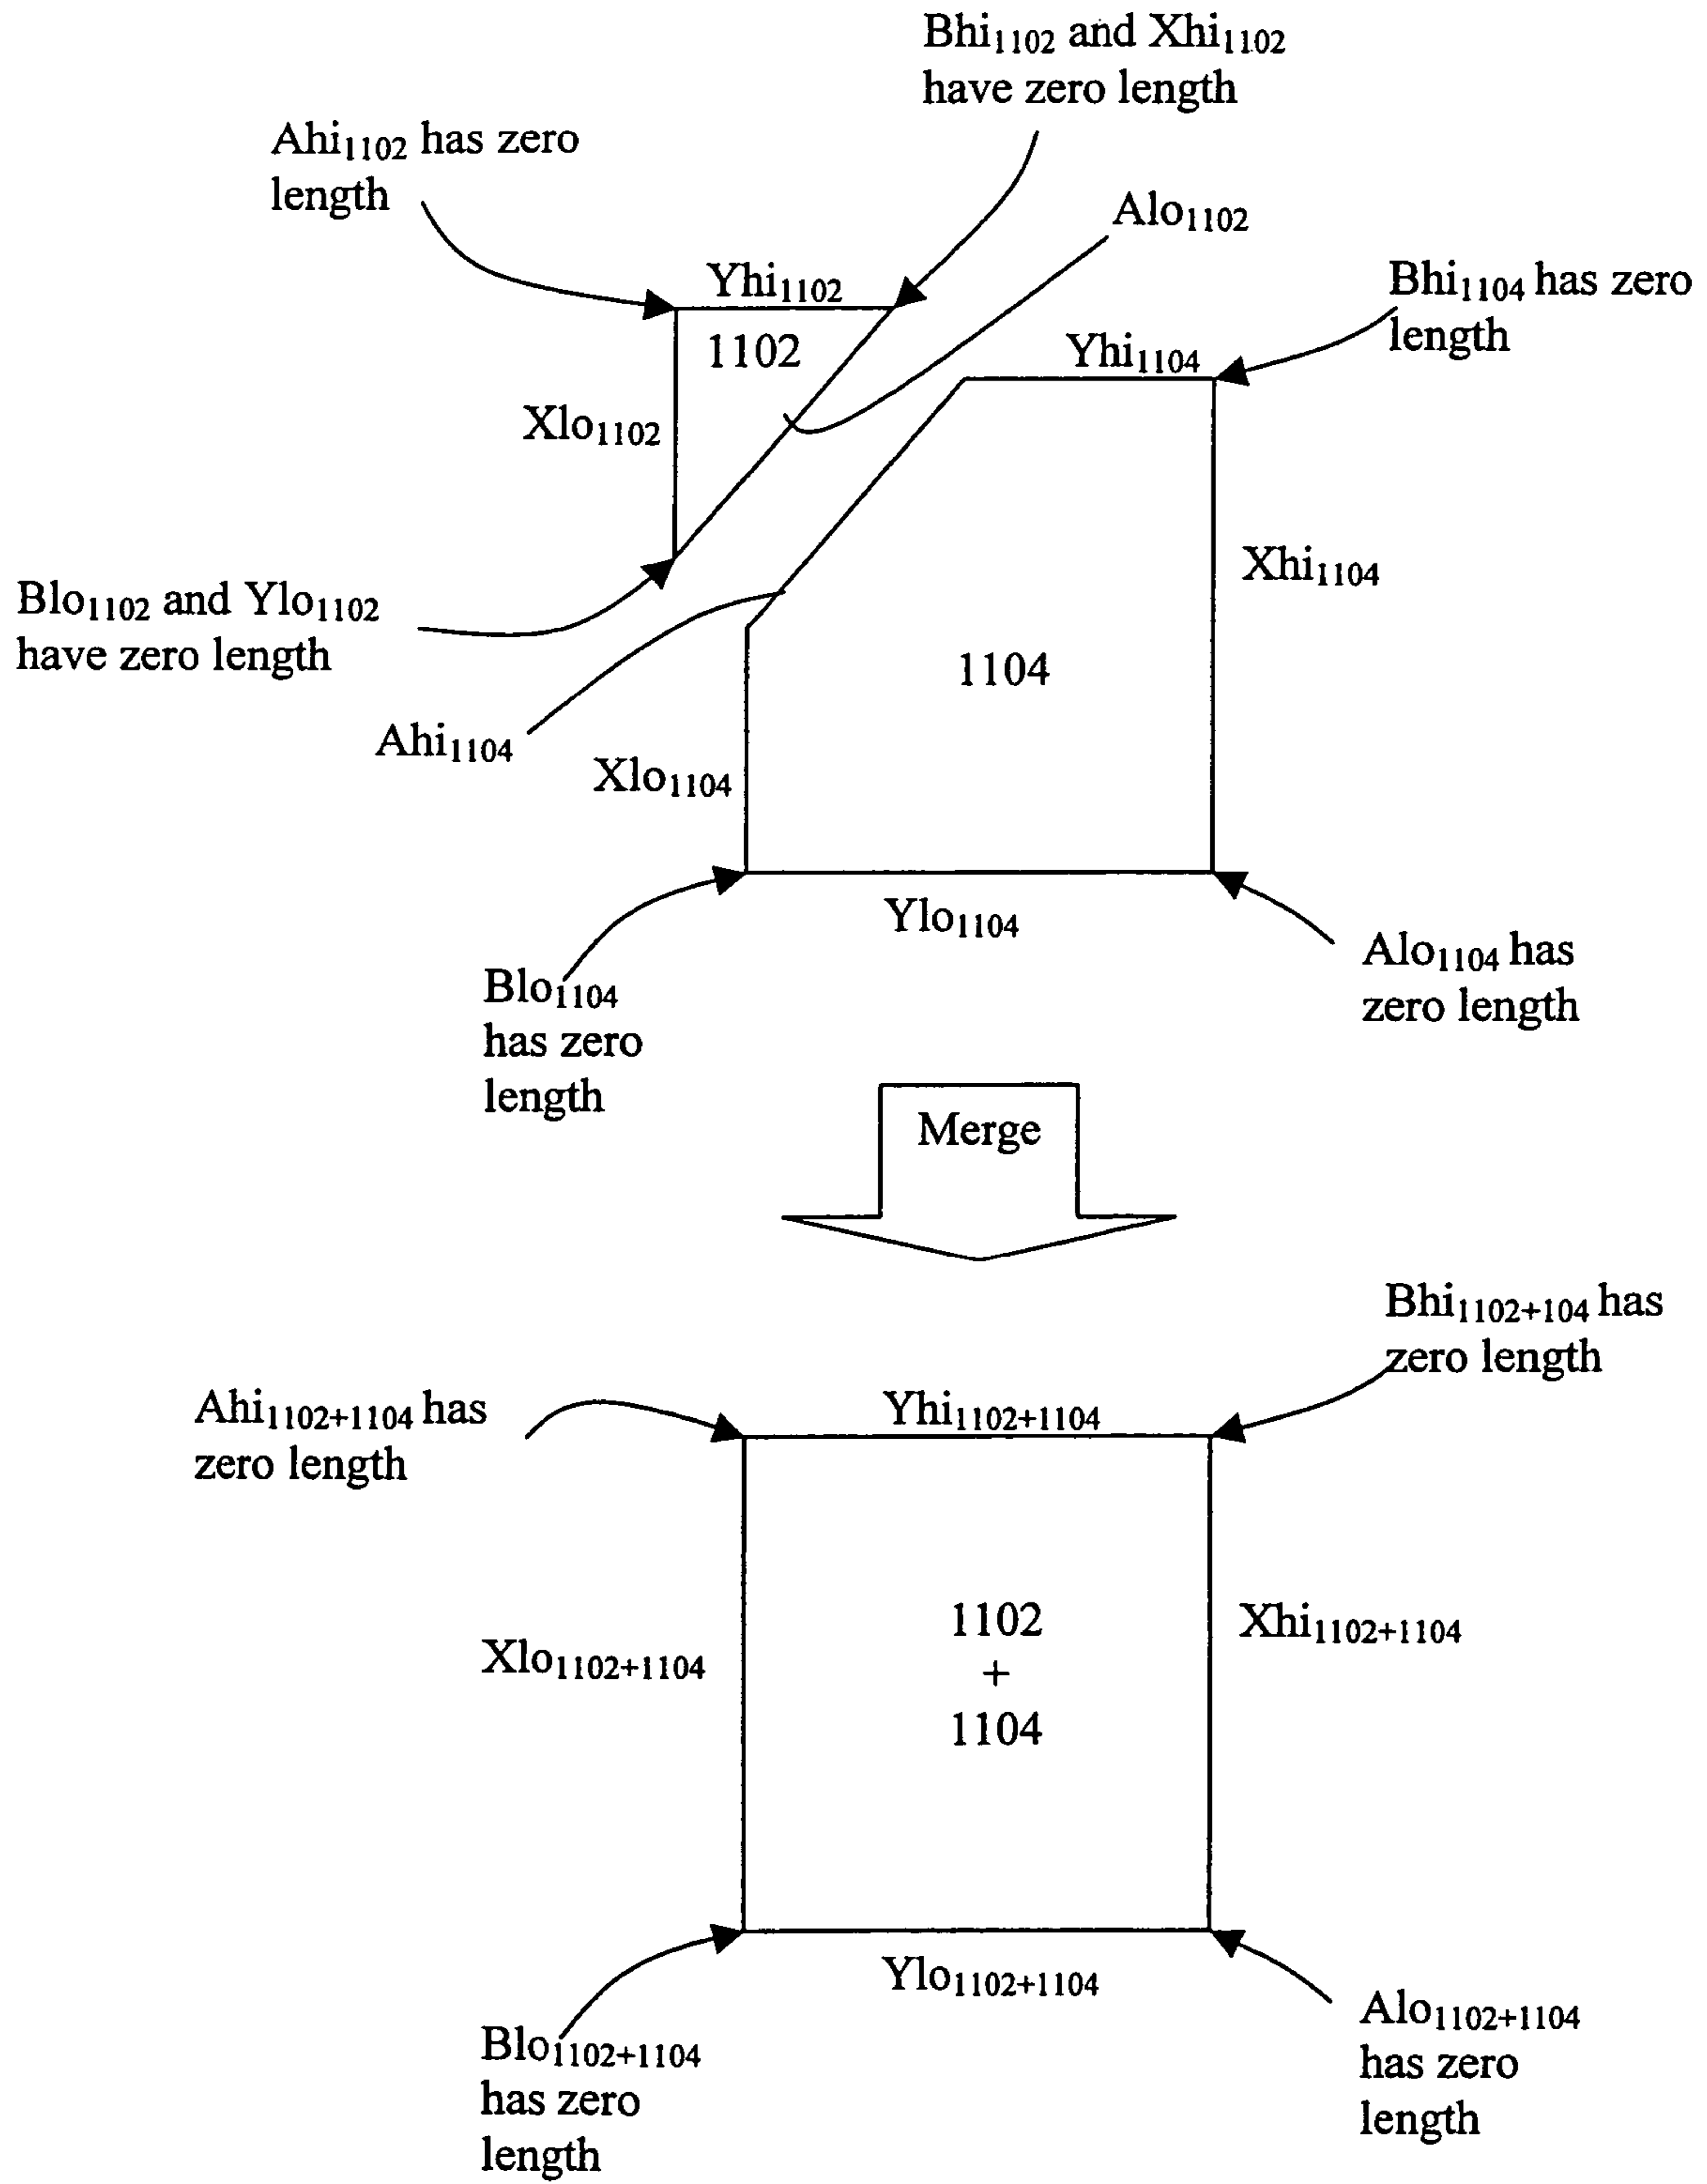 Bhi1102 and Xhi1102
have zero length
Ahi1102 has zero
length
Alo1102
Yhi1102
Bhi1104 has zero
length
1102
Yhi1104
Xlo1102
Xhi1104
Blo1102 and Ylo1102
have zero length
1104
Ahi1104
Xlo1104
Ylo1104
Alo1104 has
zero length
Blo1104
has zero
length
Merge
Bhi1102+104 has
zero length
Ahi1102+1104 has
zero length
Yhi1102+1104
1102
+
1104
Xhi1102+1104
Xlo1102+1104
Ylo1102+1104
Alo1102+1104
has zero
length
Blo1102+1104
has zero
length